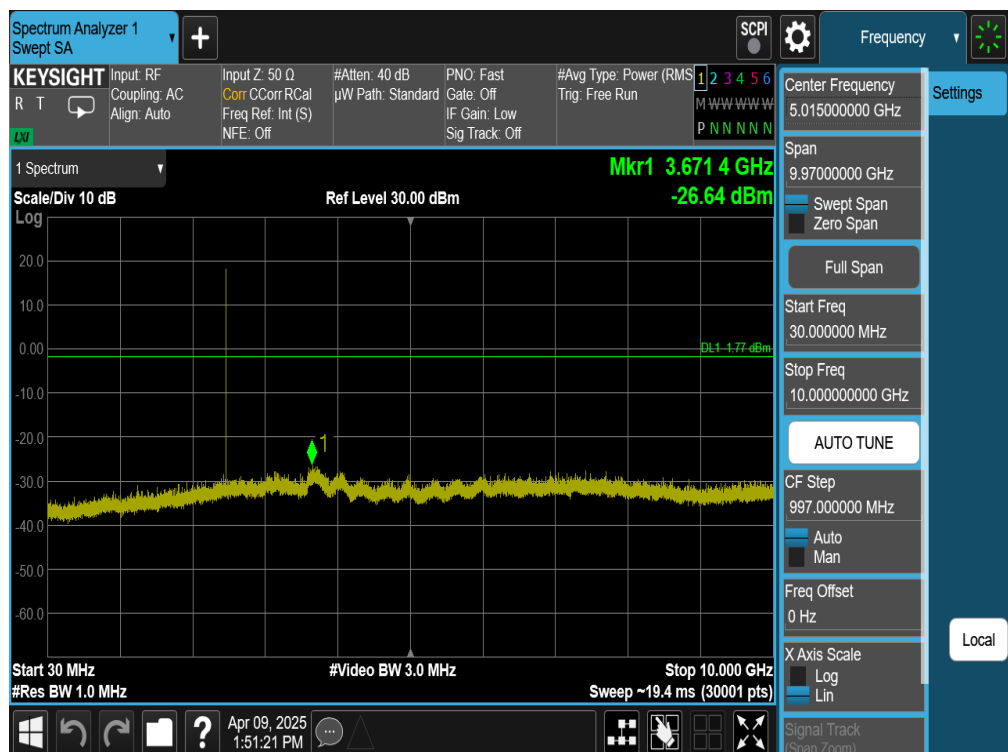 Spectrum Analyzer 1
Swept SA
+
SCPI
Frequency
KEYSIGHT
R T
LXI
Input: RF
Coupling: AC
Align: Auto
Input Z: 50 Ω
Corr CCorr RCal
Freq Ref: Int (S)
NFE: Off
#Atten: 40 dB
µW Path: Standard
PNO: Fast
Gate: Off
IF Gain: Low
Sig Track: Off
#Avg Type: Power (RMS
Trig: Free Run
1 2 3 4 5 6
M W W W W W W
P N N N N N
1 Spectrum
Mkr1 3.671 4 GHz
-26.64 dBm
Scale/Div 10 dB
Ref Level 30.00 dBm
Log
20.0
10.0
0.00
DL1 -1.77 dBm
-10.0
-20.0
1
-30.0
-40.0
-50.0
-60.0
Start 30 MHz
#Video BW 3.0 MHz
Stop 10.000 GHz
#Res BW 1.0 MHz
Sweep ~19.4 ms (30001 pts)
?
Apr 09, 2025
1:51:21 PM
Center Frequency
5.015000000 GHz
Span
9.97000000 GHz
Swept Span
Zero Span
Full Span
Start Freq
30.000000 MHz
Stop Freq
10.000000000 GHz
AUTO TUNE
CF Step
997.000000 MHz
Auto
Man
Freq Offset
0 Hz
X Axis Scale
Log
Lin
Signal Track
(Span Zoom)
Settings
Local